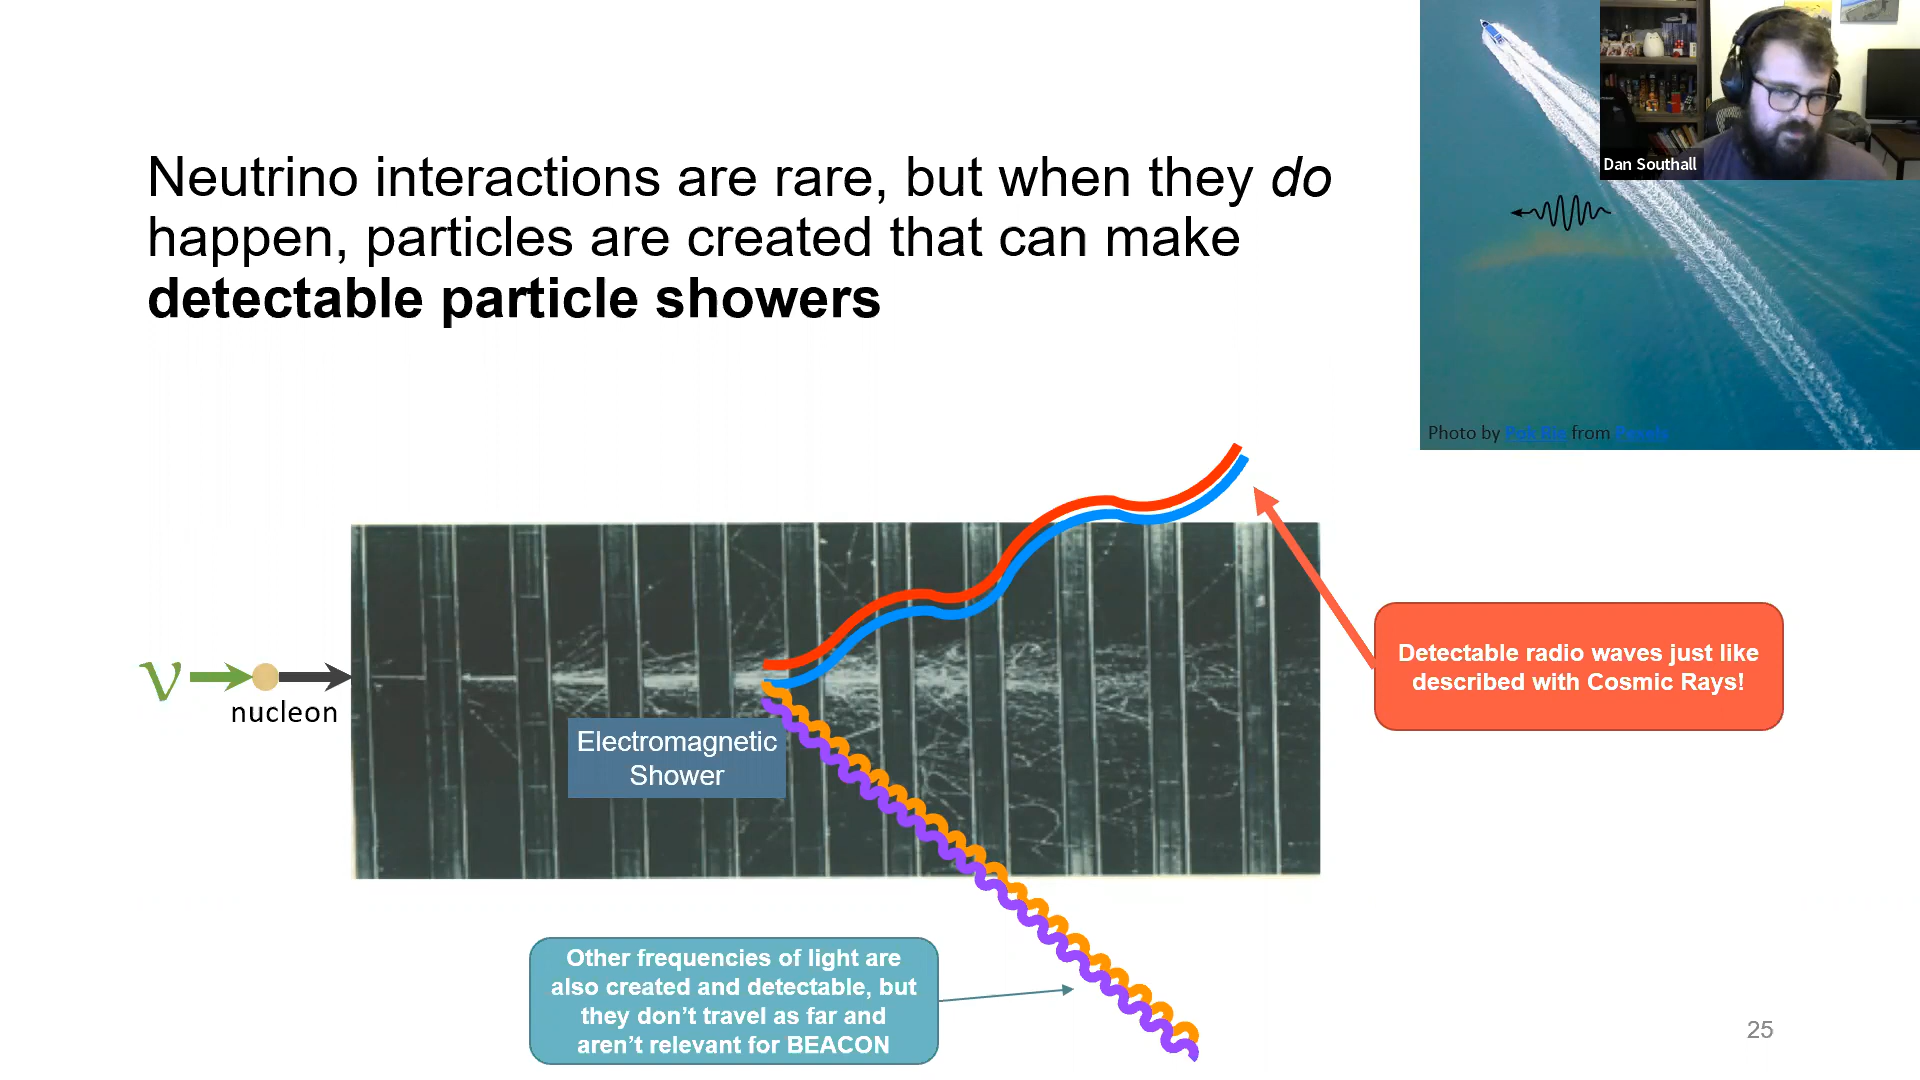 Neutrino interactions are rare, but when they do
happen, particles are created that can make
detectable particle showers
Dan Southall
Photo by Pok Rie from Pexels
ν
nucleon
Electromagnetic
Shower
Detectable radio waves just like
described with Cosmic Rays!
Other frequencies of light are
also created and detectable, but
they don’t travel as far and
aren’t relevant for BEACON
25